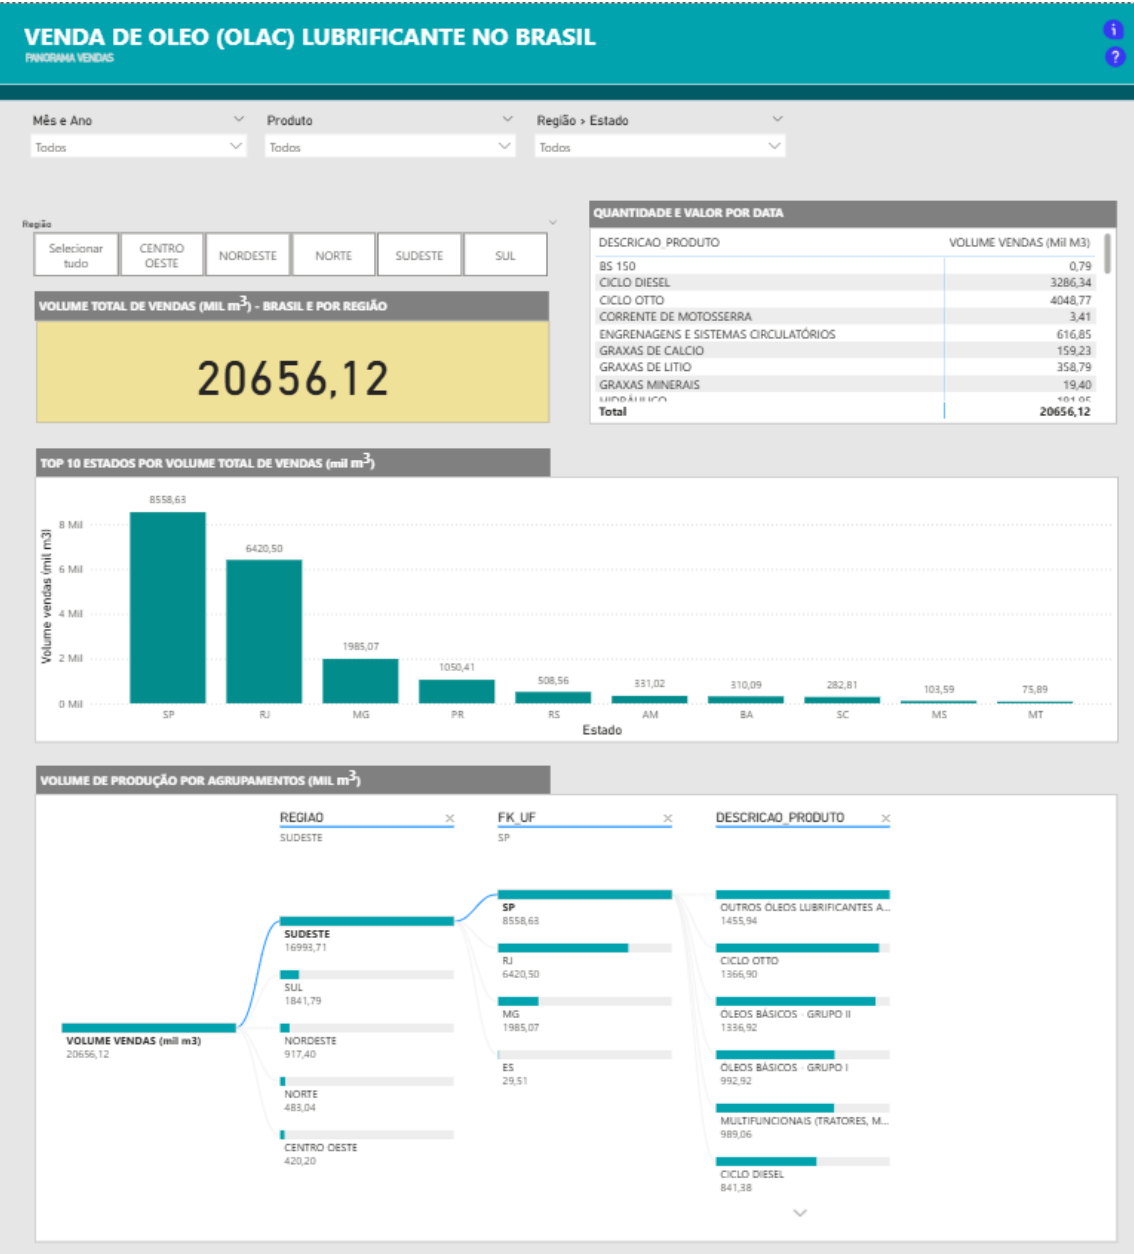 VENDA DE OLEO (OLAC) LUBRIFICANTE NO BRASIL
PANORAMA VENDAS
i
?
Mês e Ano
Todos
Produto
Todos
Região > Estado
Todos
Região
Selecionar tudo
CENTRO OESTE
NORDESTE
NORTE
SUDESTE
SUL
VOLUME TOTAL DE VENDAS (MIL m³) - BRASIL E POR REGIÃO
20656,12
QUANTIDADE E VALOR POR DATA
DESCRICAO_PRODUTO VOLUME VENDAS (Mil M3)
BS 150 0,79
CICLO DIESEL 3286,34
CICLO OTTO 4048,77
CORRENTE DE MOTOSSERRA 3,41
ENGRENAGENS E SISTEMAS CIRCULATÓRIOS 616,85
GRAXAS DE CALCIO 159,23
GRAXAS DE LITIO 358,79
GRAXAS MINERAIS 19,40
HIDRÁULICO 191,95
Total 20656,12
TOP 10 ESTADOS POR VOLUME TOTAL DE VENDAS (mil m³)
Volume vendas (mil m3)
8 Mil
6 Mil
4 Mil
2 Mil
0 Mil
8558,63
6420,50
1985,07
1050,41
508,56
331,02
310,09
282,81
103,59
75,89
SP RJ MG PR RS AM BA SC MS MT
Estado
VOLUME DE PRODUÇÃO POR AGRUPAMENTOS (MIL m³)
REGIAO
SUDESTE
FK_UF
SP
DESCRICAO_PRODUTO
VOLUME VENDAS (mil m3)
20656,12
SUDESTE
16993,71
SUL
1841,79
NORDESTE
917,40
NORTE
483,04
CENTRO OESTE
420,20
SP
8558,63
RJ
6420,50
MG
1985,07
ES
29,51
OUTROS ÓLEOS LUBRIFICANTES A...
1455,94
CICLO OTTO
1366,90
ÓLEOS BÁSICOS - GRUPO II
1336,92
ÓLEOS BÁSICOS - GRUPO I
992,92
MULTIFUNCIONAIS (TRATORES, M...
989,06
CICLO DIESEL
841,38